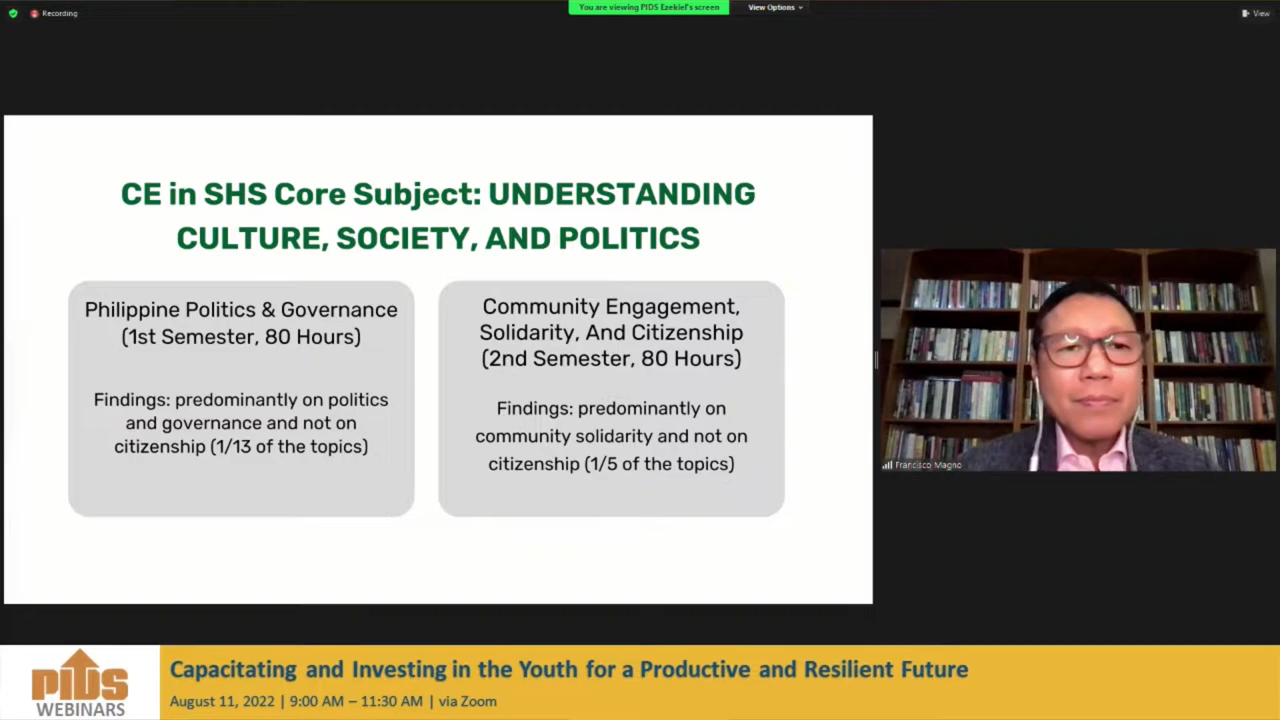 Recording
You are viewing PIDS Ezekiel's screen
View Options
View
CE in SHS Core Subject: UNDERSTANDING
CULTURE, SOCIETY, AND POLITICS
Philippine Politics & Governance
(1st Semester, 80 Hours)
Findings: predominantly on politics
and governance and not on
citizenship (1/13 of the topics)
Community Engagement,
Solidarity, And Citizenship
(2nd Semester, 80 Hours)
Findings: predominantly on
community solidarity and not on
citizenship (1/5 of the topics)
Francisco Magno
PIDS
WEBINARS
Capacitating and Investing in the Youth for a Productive and Resilient Future
August 11, 2022 | 9:00 AM – 11:30 AM | via Zoom